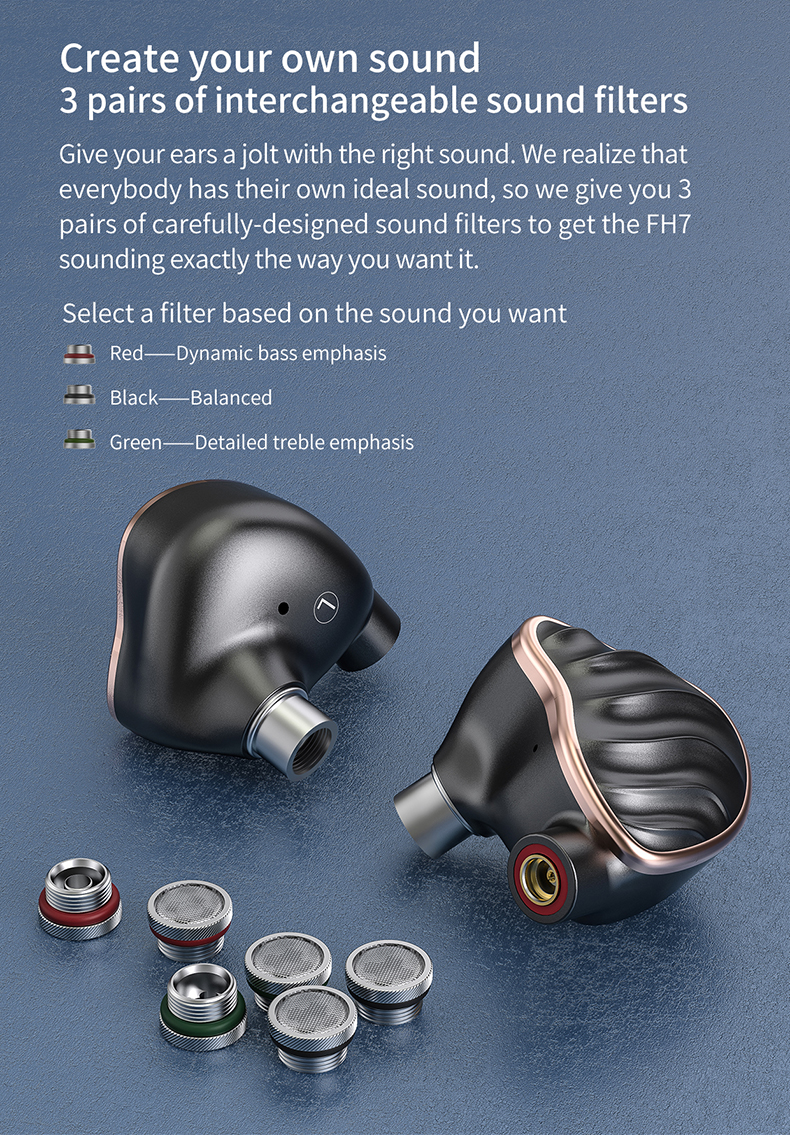 Create your own sound
3 pairs of interchangeable sound filters
Give your ears a jolt with the right sound. We realize that
everybody has their own ideal sound, so we give you 3
pairs of carefully-designed sound filters to get the FH7
sounding exactly the way you want it.
Select a filter based on the sound you want
Red——Dynamic bass emphasis
Black——Balanced
Green——Detailed treble emphasis
L